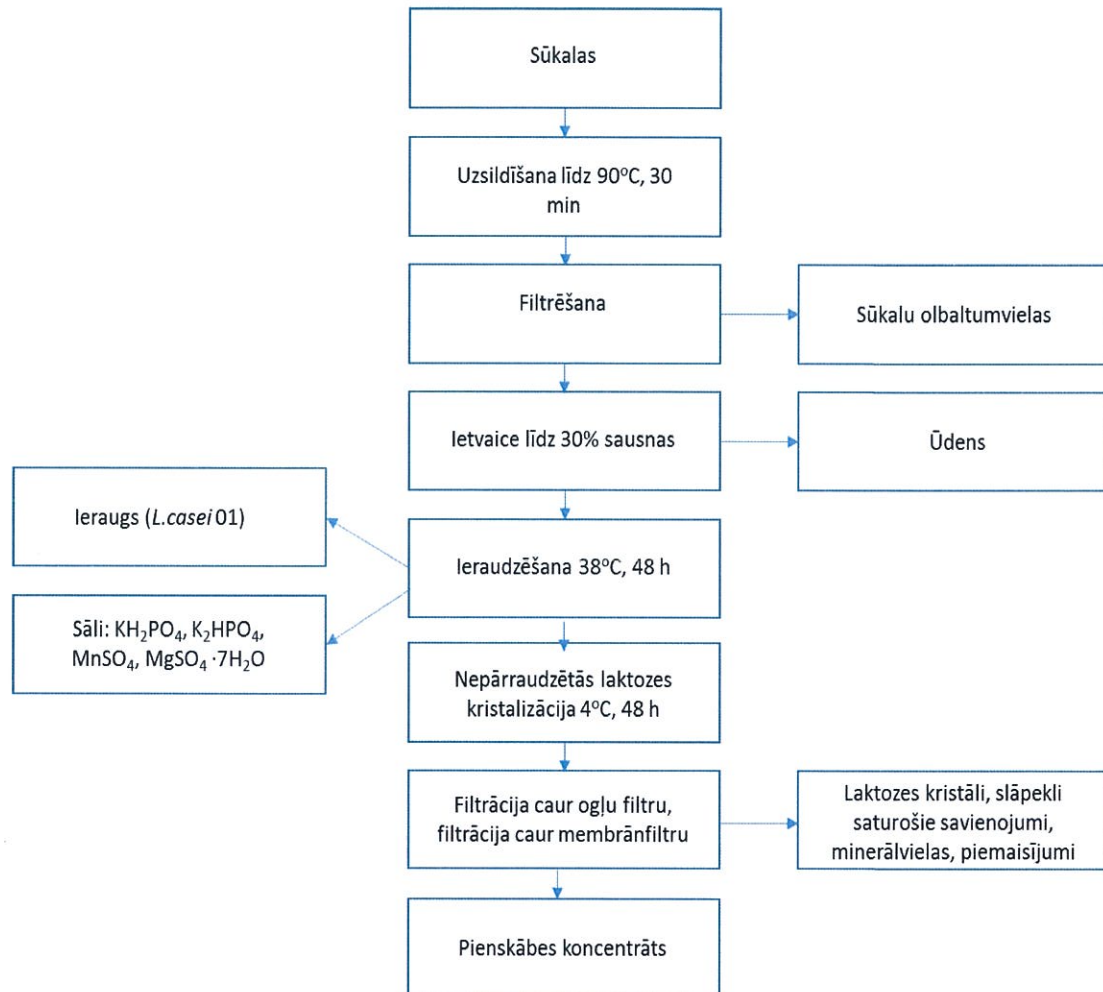 Sūkalas
Uzsildīšana līdz 90°C, 30
min
Filtrēšana
Sūkalu olbaltumvielas
Ietvaice līdz 30% sausnas
Ūdens
Ieraugs (L.casei 01)
Ieraudzēšana 38°C, 48 h
Sāli: KH₂PO₄, K₂HPO₄,
MnSO₄, MgSO₄ ·7H₂O
Nepārraudzētās laktozes
kristalizācija 4°C, 48 h
Filtrācija caur ogļu filtru,
filtrācija caur membrānfiltru
Laktozes kristāli, slāpekli
saturošie savienojumi,
minerālvielas, piemaisījumi
Pienskābes koncentrāts